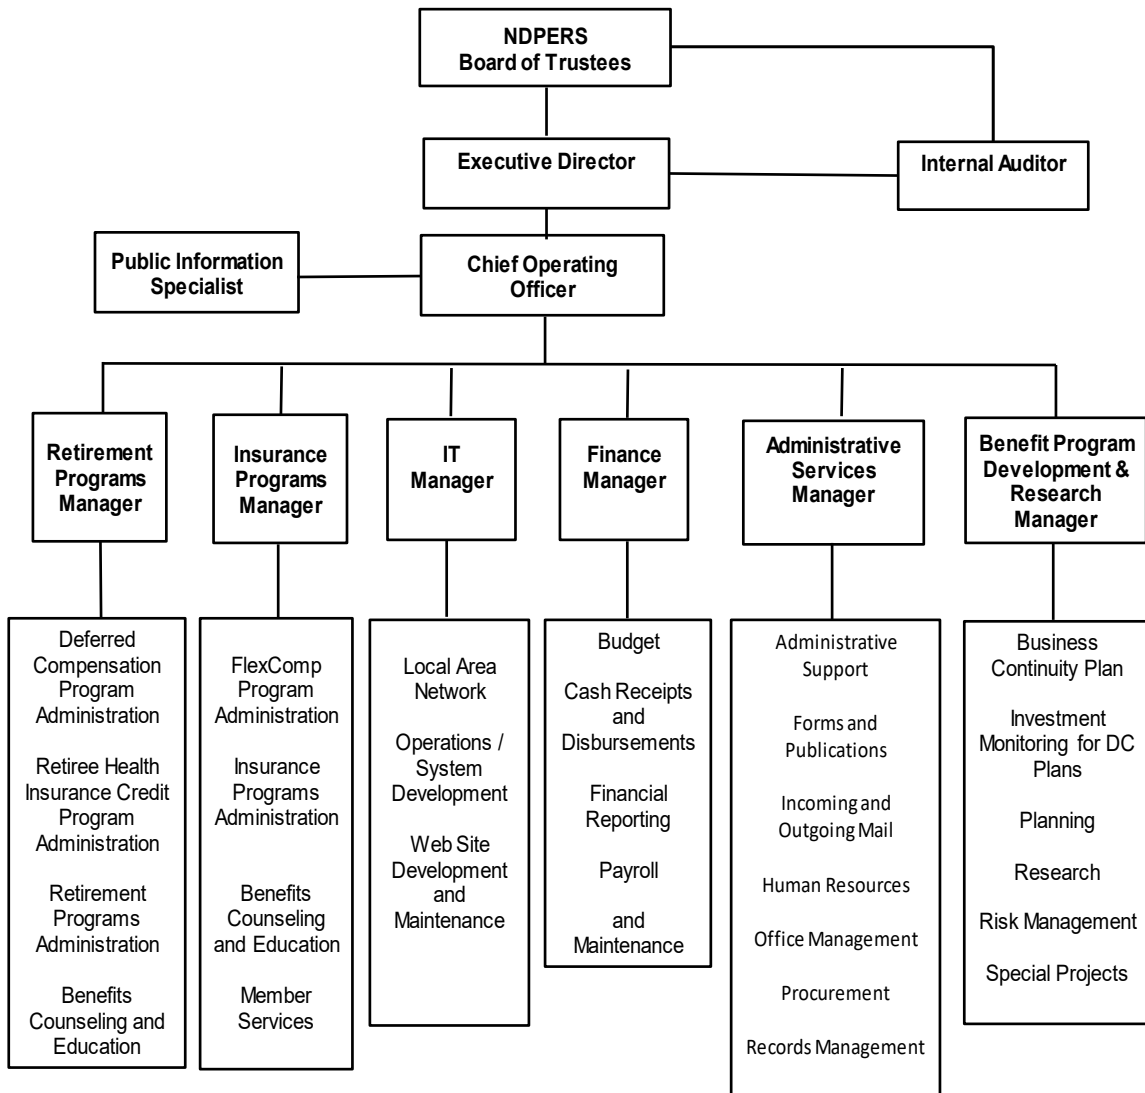 NDPERS
Board of Trustees
Executive Director
Internal Auditor
Public Information
Specialist
Chief Operating
Officer
Retirement
Programs
Manager
Insurance
Programs
Manager
IT
Manager
Finance
Manager
Administrative
Services
Manager
Benefit Program
Development &
Research
Manager
Deferred
Compensation
Program
Administration
Retiree Health
Insurance Credit
Program
Administration
Retirement
Programs
Administration
Benefits
Counseling and
Education
FlexComp
Program
Administration
Insurance
Programs
Administration
Benefits
Counseling
and Education
Member
Services
Local Area
Network
Operations /
System
Development
Web Site
Development
and
Maintenance
Budget
Cash Receipts
and
Disbursements
Financial
Reporting
Payroll
and
Maintenance
Administrative
Support
Forms and
Publications
Incoming and
Outgoing Mail
Human Resources
Office Management
Procurement
Records Management
Business
Continuity Plan
Investment
Monitoring for DC
Plans
Planning
Research
Risk Management
Special Projects